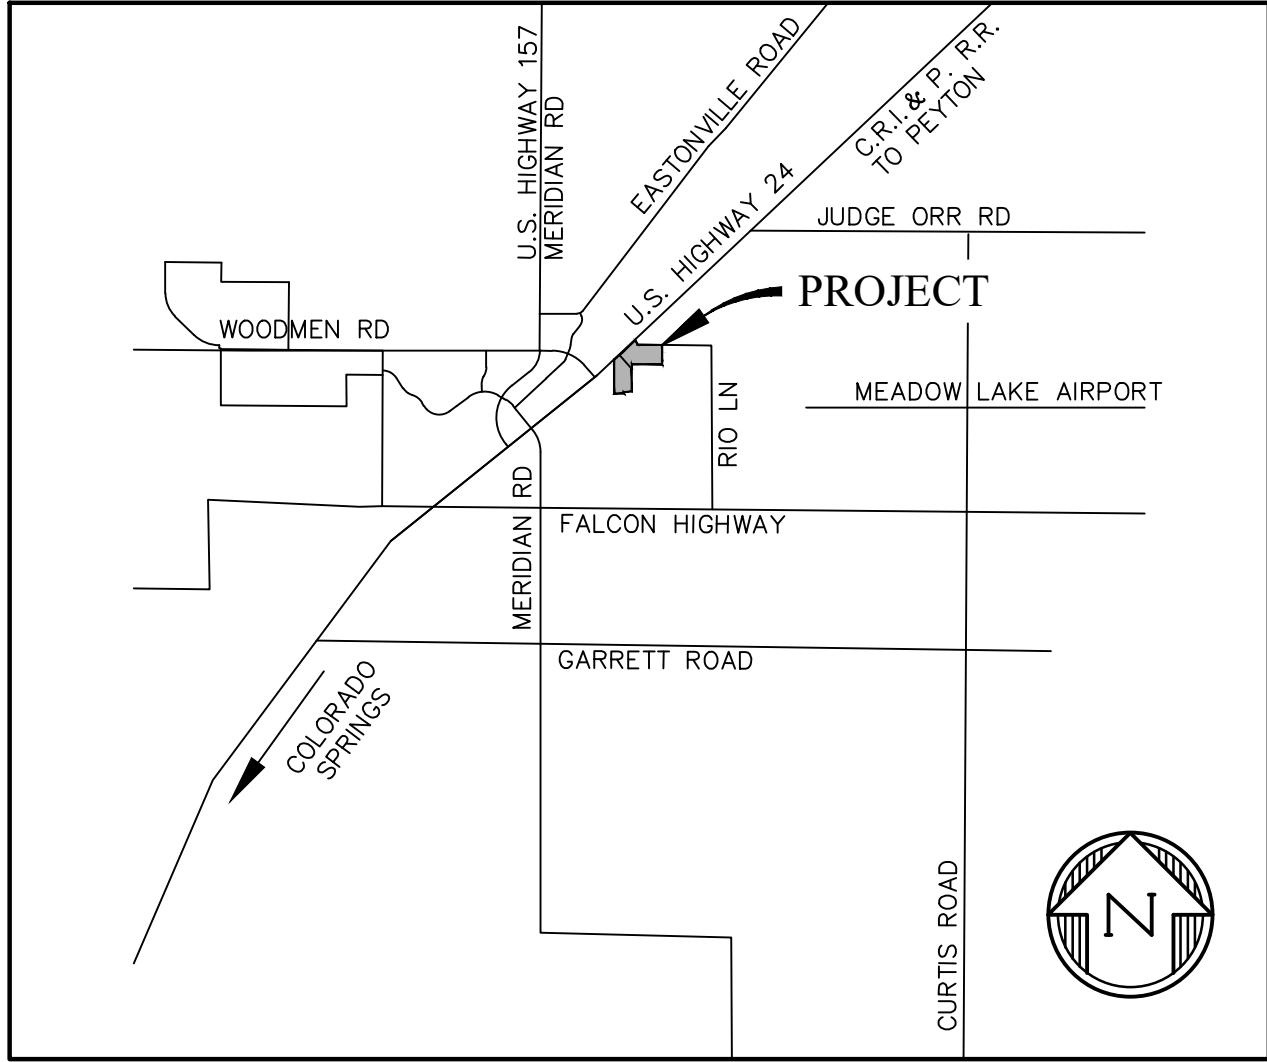 U.S. HIGHWAY 157
MERIDIAN RD
EASTONVILLE ROAD
C.R.I. & P. R.R.
TO PEYTON
U.S. HIGHWAY 24
JUDGE ORR RD
PROJECT
WOODMEN RD
MEADOW LAKE AIRPORT
RIO LN
MERIDIAN RD
FALCON HIGHWAY
GARRETT ROAD
COLORADO
SPRINGS
CURTIS ROAD
N